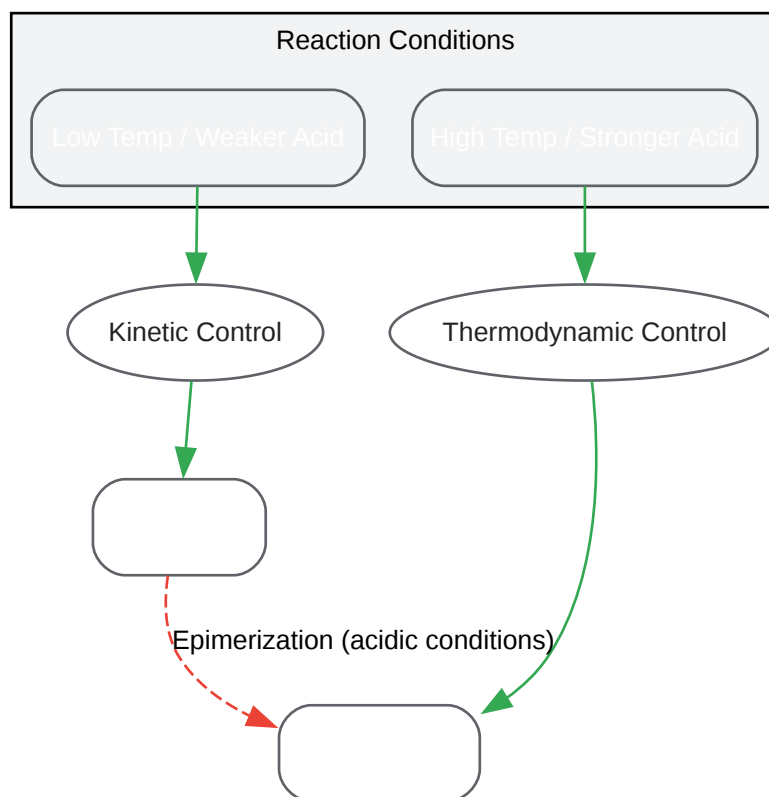 Reaction Conditions
Low Temp / Weaker Acid
High Temp / Stronger Acid
Kinetic Control
Thermodynamic Control
Epimerization (acidic conditions)